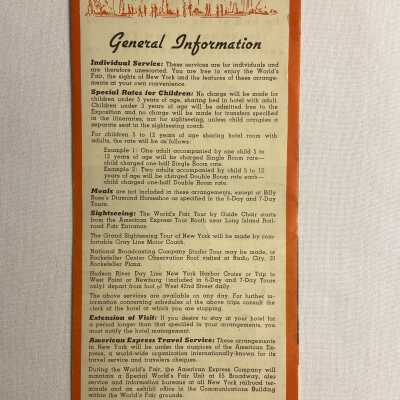 General Information
Individual Service: These services are for individuals and
are therefore unescorted. You are free to enjoy the World's
Fair, the sights of New York and the features of these arrange-
ments at your own convenience.
Special Rates for Children: No charge will be made for
children under 5 years of age, sharing bed in hotel with adult.
Children under 3 years of age will be admitted free to the
Exposition and no charge will be made for transfers specified
in the itineraries, nor for sightseeing, unless child occupies a
separate seat in the sightseeing coach.
For children 5 to 12 years of age sharing hotel room with
adults, the rate will be as follows:
Example 1: One adult accompanied by one child 5 to
12 years of age will be charged Single Room rate—
child charged one-half Single Room rate.
Example 2: Two adults accompanied by child 5 to 12
years of age will be charged Double Room rate each—
child charged one-half Double Room rate.
Meals are not included in these arrangements, except at Billy
Rose's Diamond Horseshoe as specified in the 6-Day and 7-Day
Tours.
Sightseeing: The World's Fair Tour by Guide Chair starts
from the American Express Tour Booth near Long Island Rail-
road Fair Entrance.
The Grand Sightseeing Tour of New York will be made by com-
fortable Gray Line Motor Coach.
National Broadcasting Company Studio Tour may be made, or
Rockefeller Center Observation Roof visited at Radio City, 30
Rockefeller Plaza.
Hudson River Day Line New York Harbor Cruise or Trip to
West Point or Newburg (included in 6-Day and 7-Day Tours
only) depart from foot of West 42nd Street daily.
The above services are available on any day. For further in-
formation concerning schedules of the above trips consult the
clerk at the hotel at which you are stopping.
Extension of Visit: If you desire to stay at your hotel for
a period longer than that specified in your arrangements, you
must notify the hotel management.
American Express Travel Service: These arrangements
in New York will be under the auspices of the American Ex-
press, a world-wide organization internationally-known for its
travel service and travelers cheques.
During the World's Fair, the American Express Company will
maintain a Special World's Fair Unit at 65 Broadway, also
service and information bureaus at all New York railroad ter-
minals and an exhibit office in the Communications Building
within the World's Fair grounds.